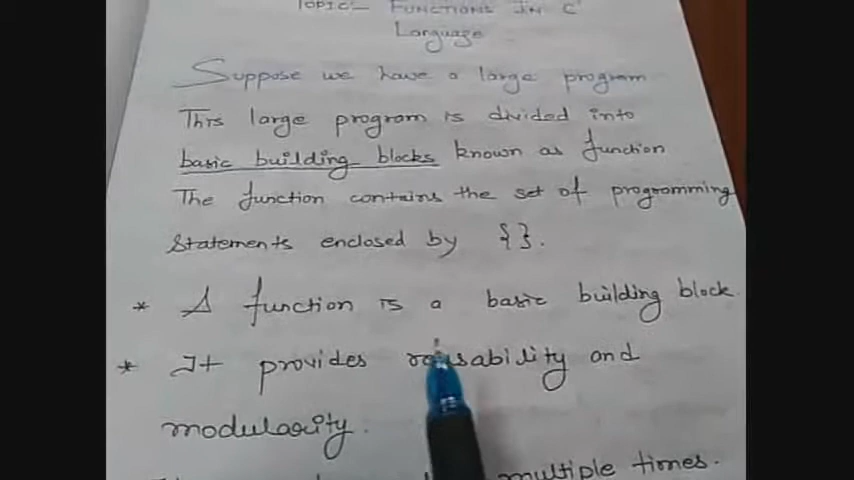 TOPIC:- FUNCTIONS IN C
Language
Suppose we have a large program
This large program is divided into
basic building blocks known as function
The function contains the set of programming
statements enclosed by {}.
* A function is a basic building block.
* It provides reusability and
modularity.
multiple times.